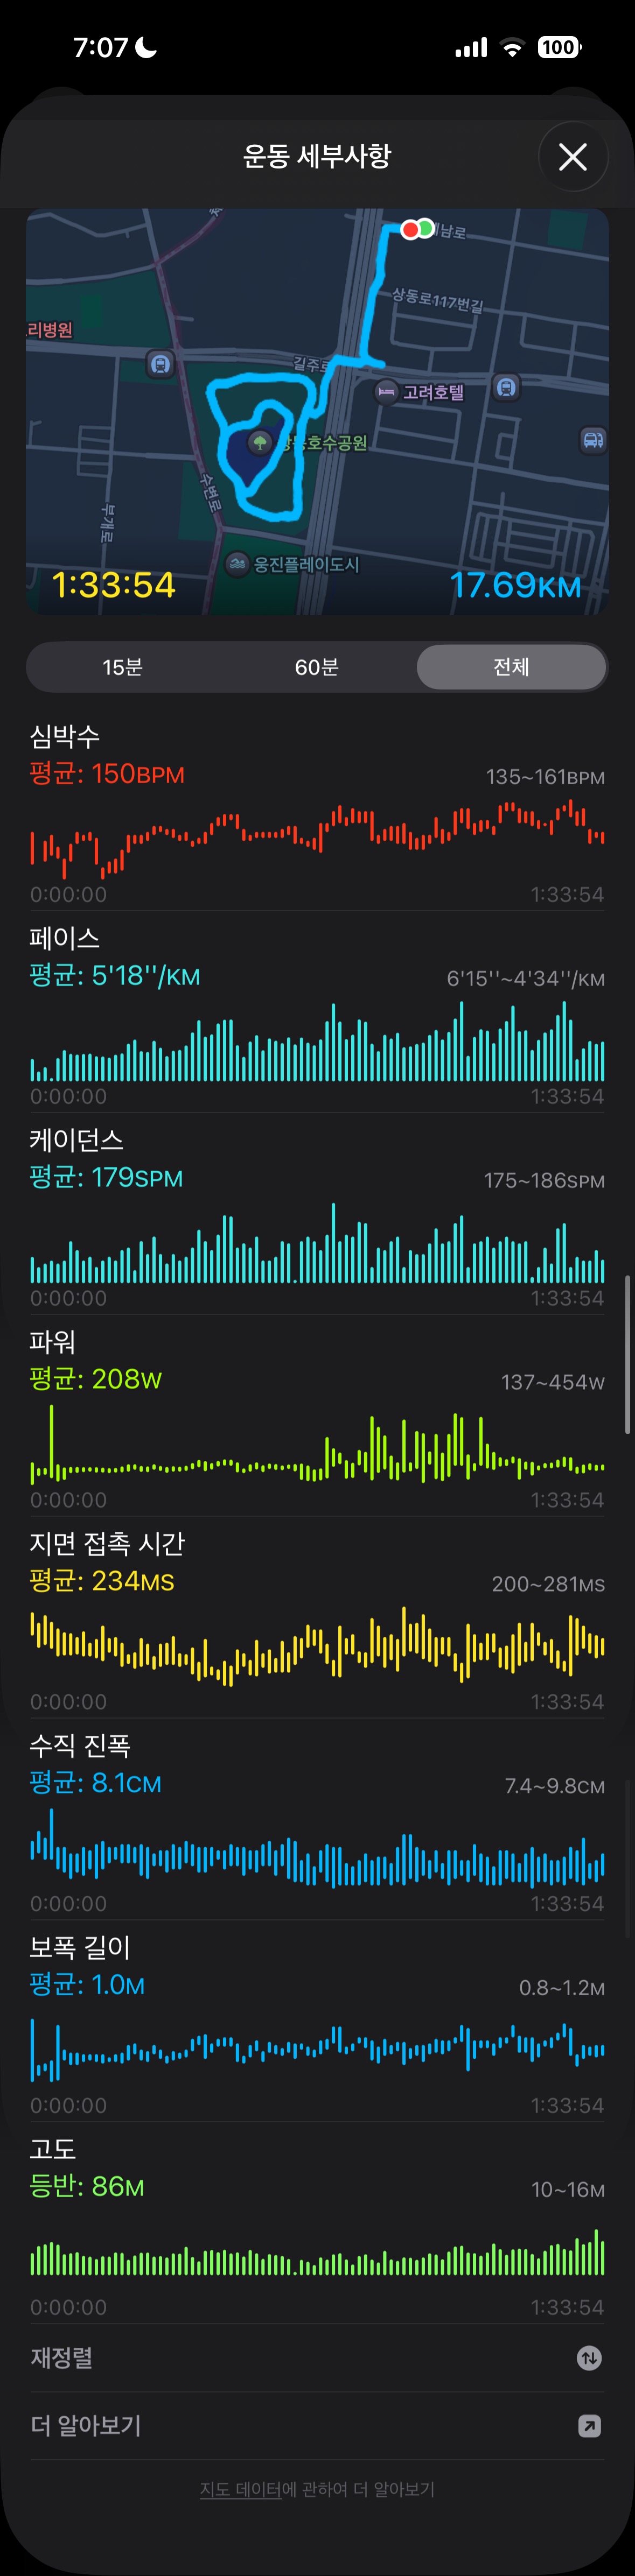 7:07
100
운동 세부사항
상동로117번길
리병원
길주로
고려호텔
상동호수공원
수변로
부개로
웅진플레이도시
1:33:54
17.69KM
15분
60분
전체
심박수
평균: 150BPM
135~161BPM
0:00:00
1:33:54
페이스
평균: 5'18''/KM
6'15''~4'34''/KM
0:00:00
1:33:54
케이던스
평균: 179SPM
175~186SPM
0:00:00
1:33:54
파워
평균: 208W
137~454W
0:00:00
1:33:54
지면 접촉 시간
평균: 234MS
200~281MS
0:00:00
1:33:54
수직 진폭
평균: 8.1CM
7.4~9.8CM
0:00:00
1:33:54
보폭 길이
평균: 1.0M
0.8~1.2M
0:00:00
1:33:54
고도
등반: 86M
10~16M
0:00:00
1:33:54
재정렬
더 알아보기
지도 데이터에 관하여 더 알아보기